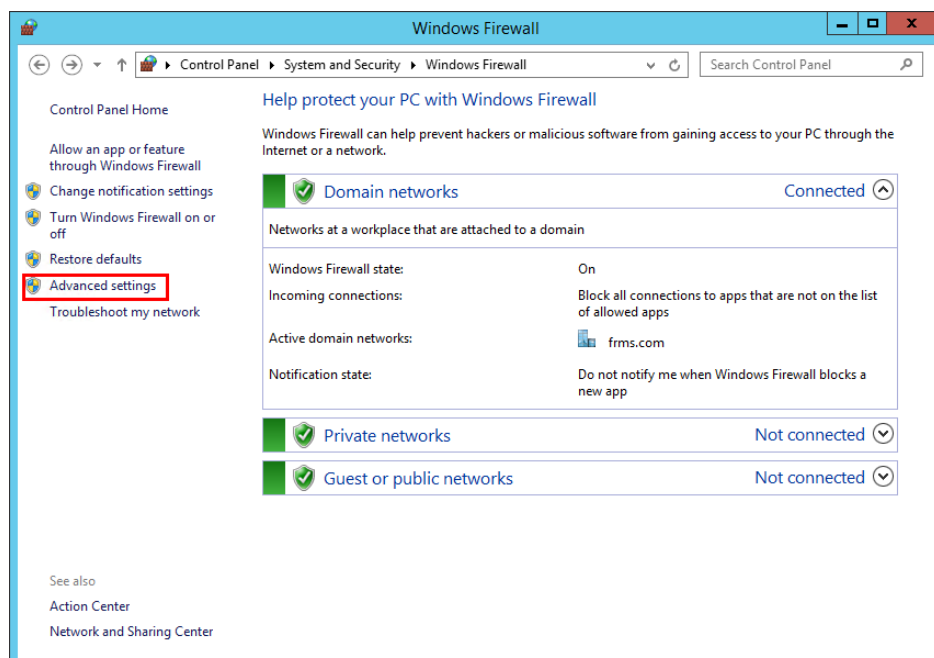 Windows Firewall
Control Panel System and Security Windows Firewall
Search Control Panel
Control Panel Home
Allow an app or feature
through Windows Firewall
Change notification settings
Turn Windows Firewall on or
off
Restore defaults
Advanced settings
Troubleshoot my network
See also
Action Center
Network and Sharing Center
Help protect your PC with Windows Firewall
Windows Firewall can help prevent hackers or malicious software from gaining access to your PC through the
Internet or a network.
Domain networks Connected
Networks at a workplace that are attached to a domain
Windows Firewall state: On
Incoming connections: Block all connections to apps that are not on the list
of allowed apps
Active domain networks: frms.com
Notification state: Do not notify me when Windows Firewall blocks a
new app
Private networks Not connected
Guest or public networks Not connected